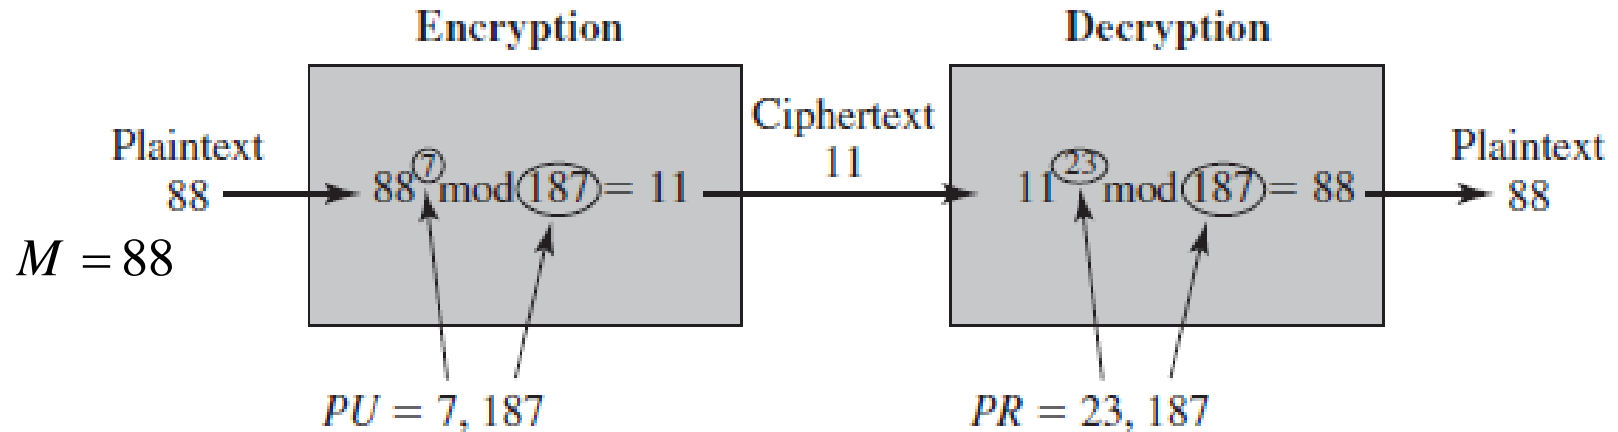 Encryption
Decryption
Plaintext
88
M = 88
88^7 mod 187 = 11
Ciphertext
11
11^23 mod 187 = 88
Plaintext
88
PU = 7, 187
PR = 23, 187